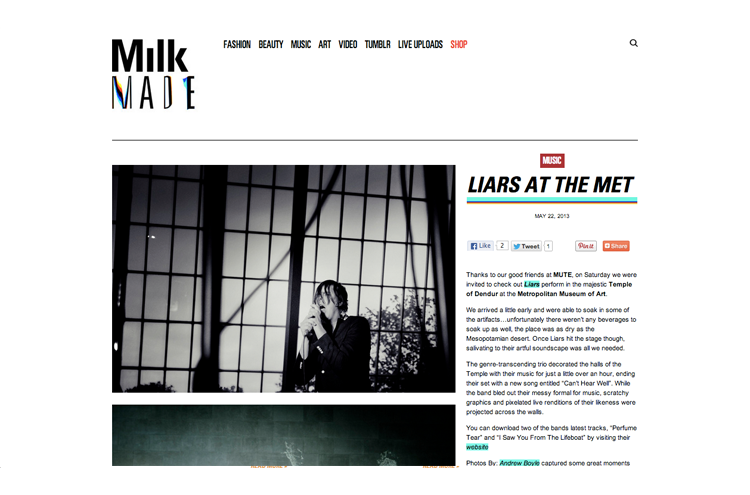 Milk
MADE
FASHION BEAUTY MUSIC ART VIDEO TUMBLR LIVE UPLOADS SHOP
MUSIC
LIARS AT THE MET
MAY 22, 2013
Like 2 Tweet 1 Pin it Share
Thanks to our good friends at MUTE, on Saturday we were
invited to check out Liars perform in the majestic Temple
of Dendur at the Metropolitan Museum of Art.
We arrived a little early and were able to soak in some of
the artifacts...unfortunately there weren't any beverages to
soak up as well, the place was as dry as the
Mesopotamian desert. Once Liars hit the stage though,
salivating to their artful soundscape was all we needed.
The genre-transcending trio decorated the halls of the
Temple with their music for just a little over an hour, ending
their set with a new song entitled "Can't Hear Well". While
the band bled out their messy formal for music, scratchy
graphics and pixelated live renditions of their likeness were
projected across the walls.
You can download two of the bands latest tracks, "Perfume
Tear" and "I Saw You From The Lifeboat" by visiting their
website
Photos By: Andrew Boyle captured some great moments